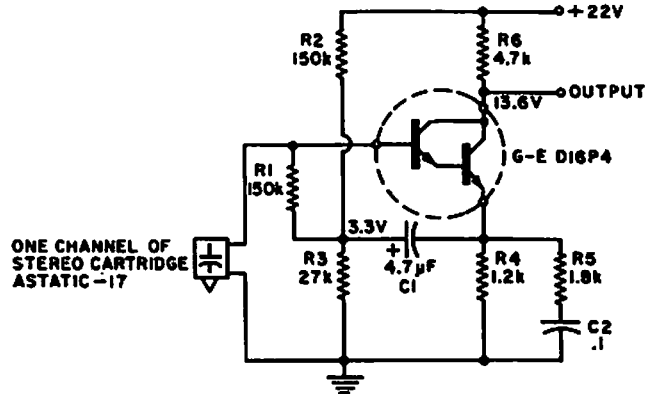 +22V
R2
150k
R6
4.7k
13.6V
OUTPUT
G-E D16P4
R1
150k
3.3V
ONE CHANNEL OF
STEREO CARTRIDGE
ASTATIC-17
R3
27k
+
4.7µF
C1
R4
1.2k
R5
1.8k
C2
.1